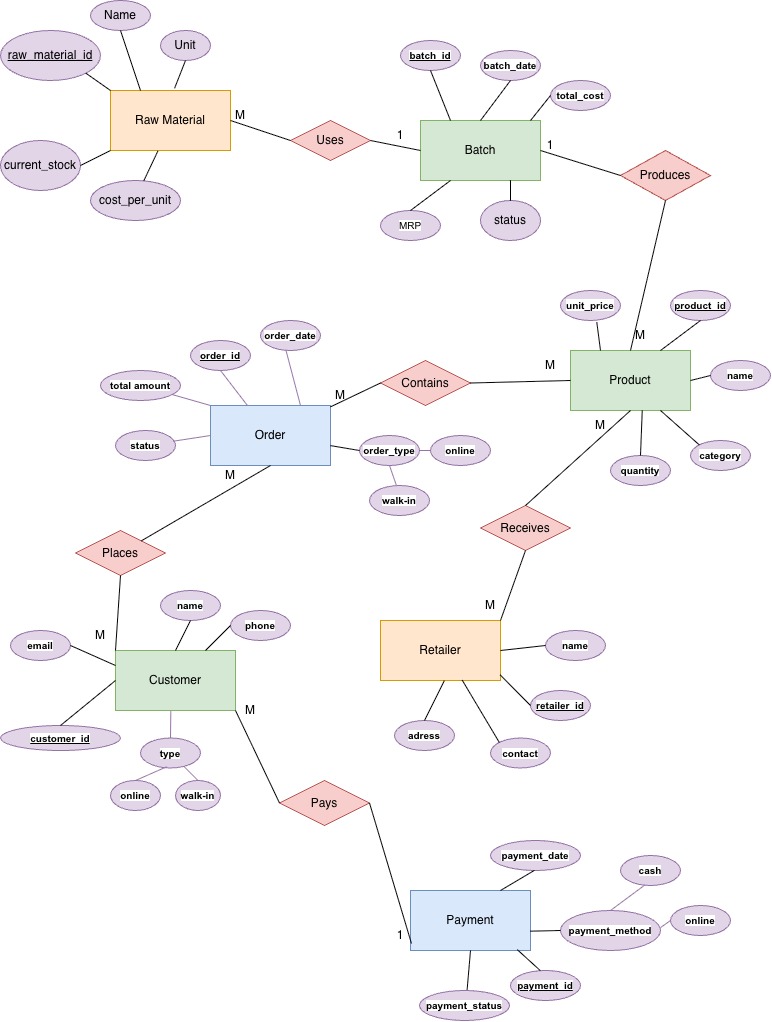 Name
raw_material_id
Unit
batch_id
batch_date
total_cost
Raw Material
M
Uses
1
Batch
1
Produces
current_stock
cost_per_unit
MRP
status
unit_price
product_id
M
order_date
order_id
total amount
status
Order
M
Contains
M
Product
name
order_type
online
walk-in
M
M
quantity
category
Places
Receives
M
M
name
phone
email
Customer
customer_id
type
online
walk-in
M
Retailer
name
retailer_id
adress
contact
Pays
payment_date
cash
1
Payment
payment_method
online
payment_id
payment_status